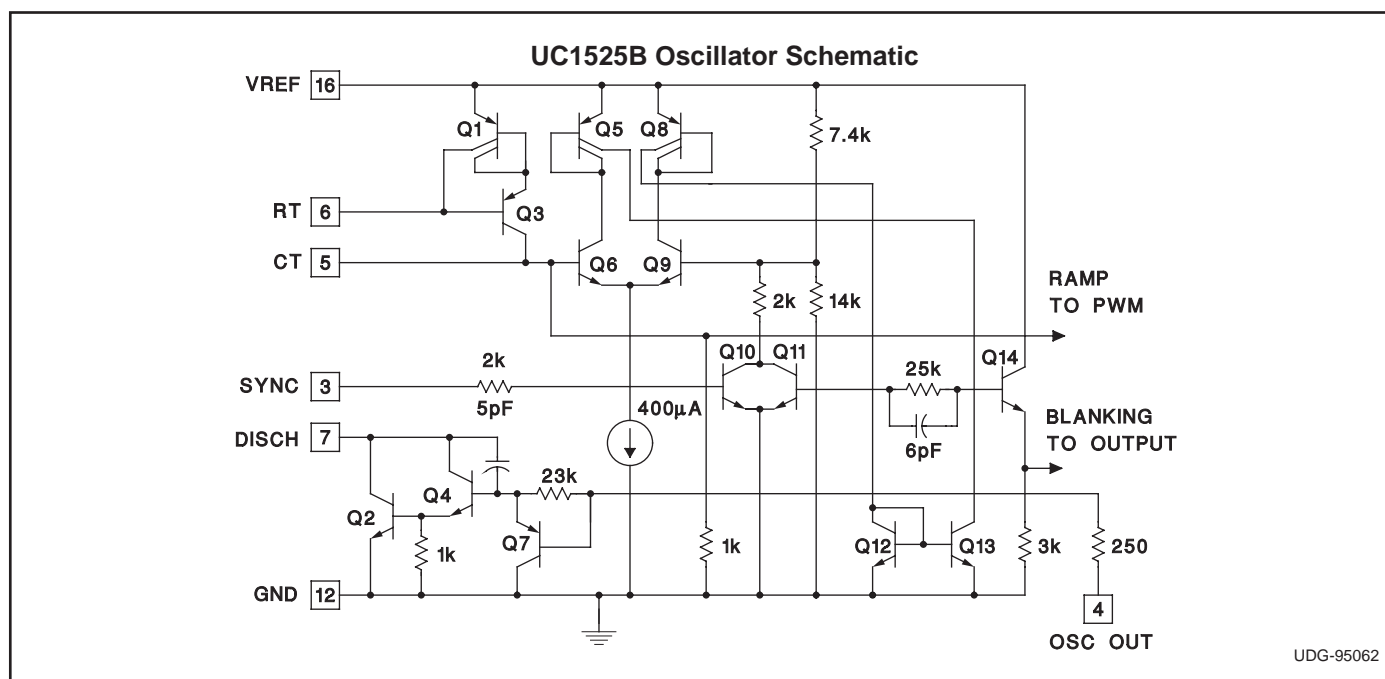 UC1525B Oscillator Schematic
VREF 16
Q1 Q5 Q8
7.4k
RT 6
Q3
CT 5
Q6 Q9
2k 14k
RAMP
TO PWM
Q10 Q11
Q14
2k
25k
SYNC 3
5pF
400µA
6pF
BLANKING
TO OUTPUT
DISCH 7
23k
Q4
Q2
Q7
1k
1k
Q12 Q13
3k
250
GND 12
4
OSC OUT
UDG-95062